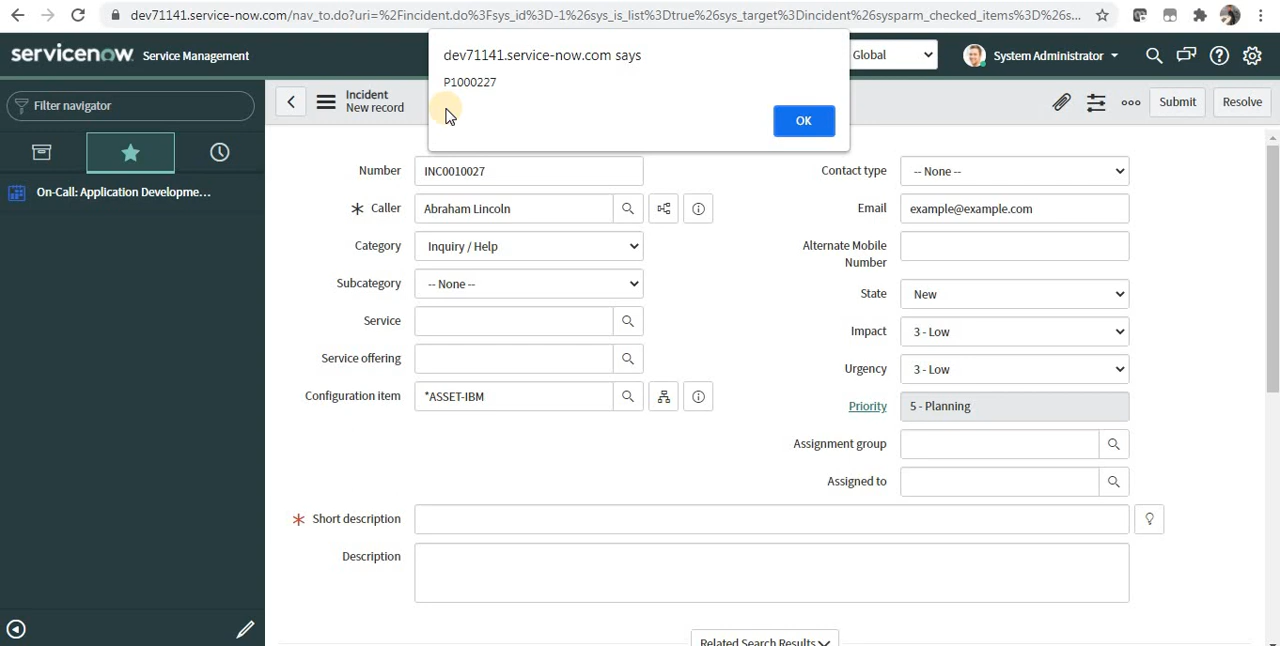 dev71141.service-now.com/nav_to.do?uri=%2Fincident.do%3Fsys_id%3D-1%26sys_is_list%3Dtrue%26sys_target%3Dincident%26sysparm_checked_items%3D%26s...
servicenow Service Management
Global
System Administrator
dev71141.service-now.com says
P1000227
OK
Filter navigator
Incident
New record
Submit
Resolve
On-Call: Application Developme...
Number INC0010027
Contact type -- None --
* Caller Abraham Lincoln
Email example@example.com
Category Inquiry / Help
Alternate Mobile
Number
Subcategory -- None --
State New
Service
Impact 3 - Low
Service offering
Urgency 3 - Low
Configuration item *ASSET-IBM
Priority 5 - Planning
Assignment group
Assigned to
* Short description
Description
Related Search Results